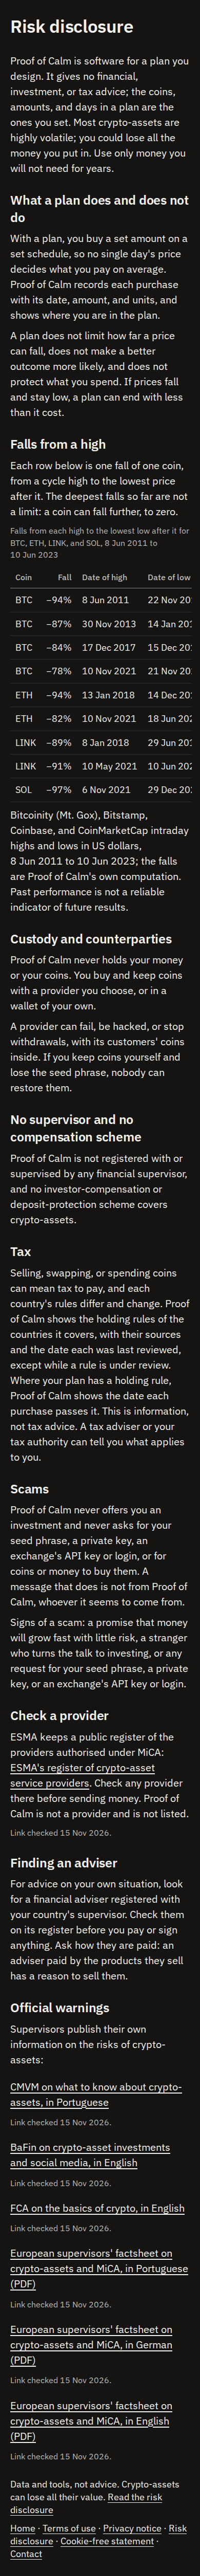 Risk disclosure
Proof of Calm is software for a plan you
design. It gives no financial,
investment, or tax advice; the coins,
amounts, and days in a plan are the
ones you set. Most crypto-assets are
highly volatile; you could lose all the
money you put in. Use only money you
will not need for years.
What a plan does and does not
do
With a plan, you buy a set amount on a
set schedule, so no single day's price
decides what you pay on average.
Proof of Calm records each purchase
with its date, amount, and units, and
shows where you are in the plan.
A plan does not limit how far a price
can fall, does not make a better
outcome more likely, and does not
protect what you spend. If prices fall
and stay low, a plan can end with less
than it cost.
Falls from a high
Each row below is one fall of one coin,
from a cycle high to the lowest price
after it. The deepest falls so far are not
a limit: a coin can fall further, to zero.
Falls from each high to the lowest low after it for
BTC, ETH, LINK, and SOL, 8 Jun 2011 to
10 Jun 2023
Coin Fall Date of high Date of low
BTC −94% 8 Jun 2011 22 Nov 20
BTC −87% 30 Nov 2013 14 Jan 201
BTC −84% 17 Dec 2017 15 Dec 20
BTC −78% 10 Nov 2021 21 Nov 20
ETH −94% 13 Jan 2018 14 Dec 20
ETH −82% 10 Nov 2021 18 Jun 202
LINK −89% 8 Jan 2018 29 Jun 20
LINK −91% 10 May 2021 10 Jun 202
SOL −97% 6 Nov 2021 29 Dec 20
Bitcoinity (Mt. Gox), Bitstamp,
Coinbase, and CoinMarketCap intraday
highs and lows in US dollars,
8 Jun 2011 to 10 Jun 2023; the falls
are Proof of Calm's own computation.
Past performance is not a reliable
indicator of future results.
Custody and counterparties
Proof of Calm never holds your money
or your coins. You buy and keep coins
with a provider you choose, or in a
wallet of your own.
A provider can fail, be hacked, or stop
withdrawals, with its customers' coins
inside. If you keep coins yourself and
lose the seed phrase, nobody can
restore them.
No supervisor and no
compensation scheme
Proof of Calm is not registered with or
supervised by any financial supervisor,
and no investor-compensation or
deposit-protection scheme covers
crypto-assets.
Tax
Selling, swapping, or spending coins
can mean tax to pay, and each
country's rules differ and change. Proof
of Calm shows the holding rules of the
countries it covers, with their sources
and the date each was last reviewed,
except while a rule is under review.
Where your plan has a holding rule,
Proof of Calm shows the date each
purchase passes it. This is information,
not tax advice. A tax adviser or your
tax authority can tell you what applies
to you.
Scams
Proof of Calm never offers you an
investment and never asks for your
seed phrase, a private key, an
exchange's API key or login, or for
coins or money to buy them. A
message that does is not from Proof of
Calm, whoever it seems to come from.
Signs of a scam: a promise that money
will grow fast with little risk, a stranger
who turns the talk to investing, or any
request for your seed phrase, a private
key, or an exchange's API key or login.
Check a provider
ESMA keeps a public register of the
providers authorised under MiCA:
ESMA's register of crypto-asset
service providers. Check any provider
there before sending money. Proof of
Calm is not a provider and is not listed.
Link checked 15 Nov 2026.
Finding an adviser
For advice on your own situation, look
for a financial adviser registered with
your country's supervisor. Check them
on its register before you pay or sign
anything. Ask how they are paid: an
adviser paid by the products they sell
has a reason to sell them.
Official warnings
Supervisors publish their own
information on the risks of crypto-
assets:
CMVM on what to know about crypto-
assets, in Portuguese
Link checked 15 Nov 2026.
BaFin on crypto-asset investments
and social media, in English
Link checked 15 Nov 2026.
FCA on the basics of crypto, in English
Link checked 15 Nov 2026.
European supervisors' factsheet on
crypto-assets and MiCA, in Portuguese
(PDF)
Link checked 15 Nov 2026.
European supervisors' factsheet on
crypto-assets and MiCA, in German
(PDF)
Link checked 15 Nov 2026.
European supervisors' factsheet on
crypto-assets and MiCA, in English
(PDF)
Link checked 15 Nov 2026.
Data and tools, not advice. Crypto-assets
can lose all their value. Read the risk
disclosure
Home · Terms of use · Privacy notice · Risk
disclosure · Cookie-free statement ·
Contact